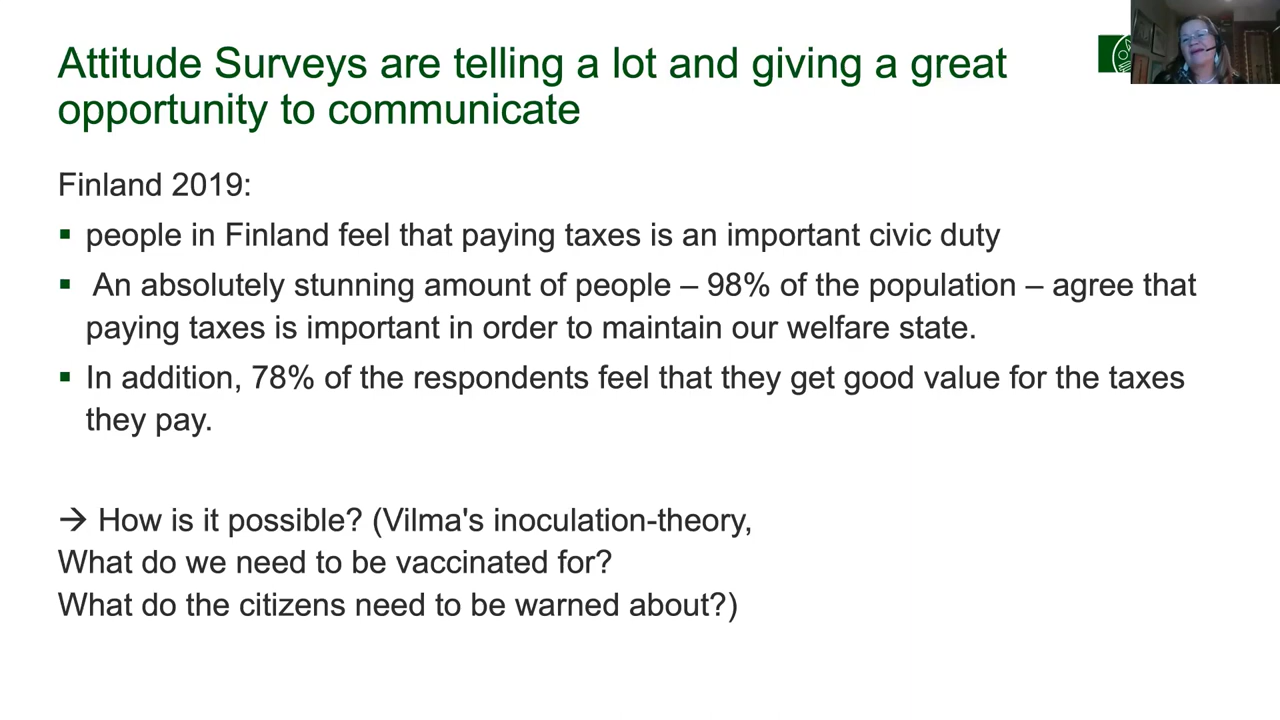 Attitude Surveys are telling a lot and giving a great
opportunity to communicate
Finland 2019:
▪ people in Finland feel that paying taxes is an important civic duty
▪ An absolutely stunning amount of people – 98% of the population – agree that
paying taxes is important in order to maintain our welfare state.
▪ In addition, 78% of the respondents feel that they get good value for the taxes
they pay.
→ How is it possible? (Vilma's inoculation-theory,
What do we need to be vaccinated for?
What do the citizens need to be warned about?)